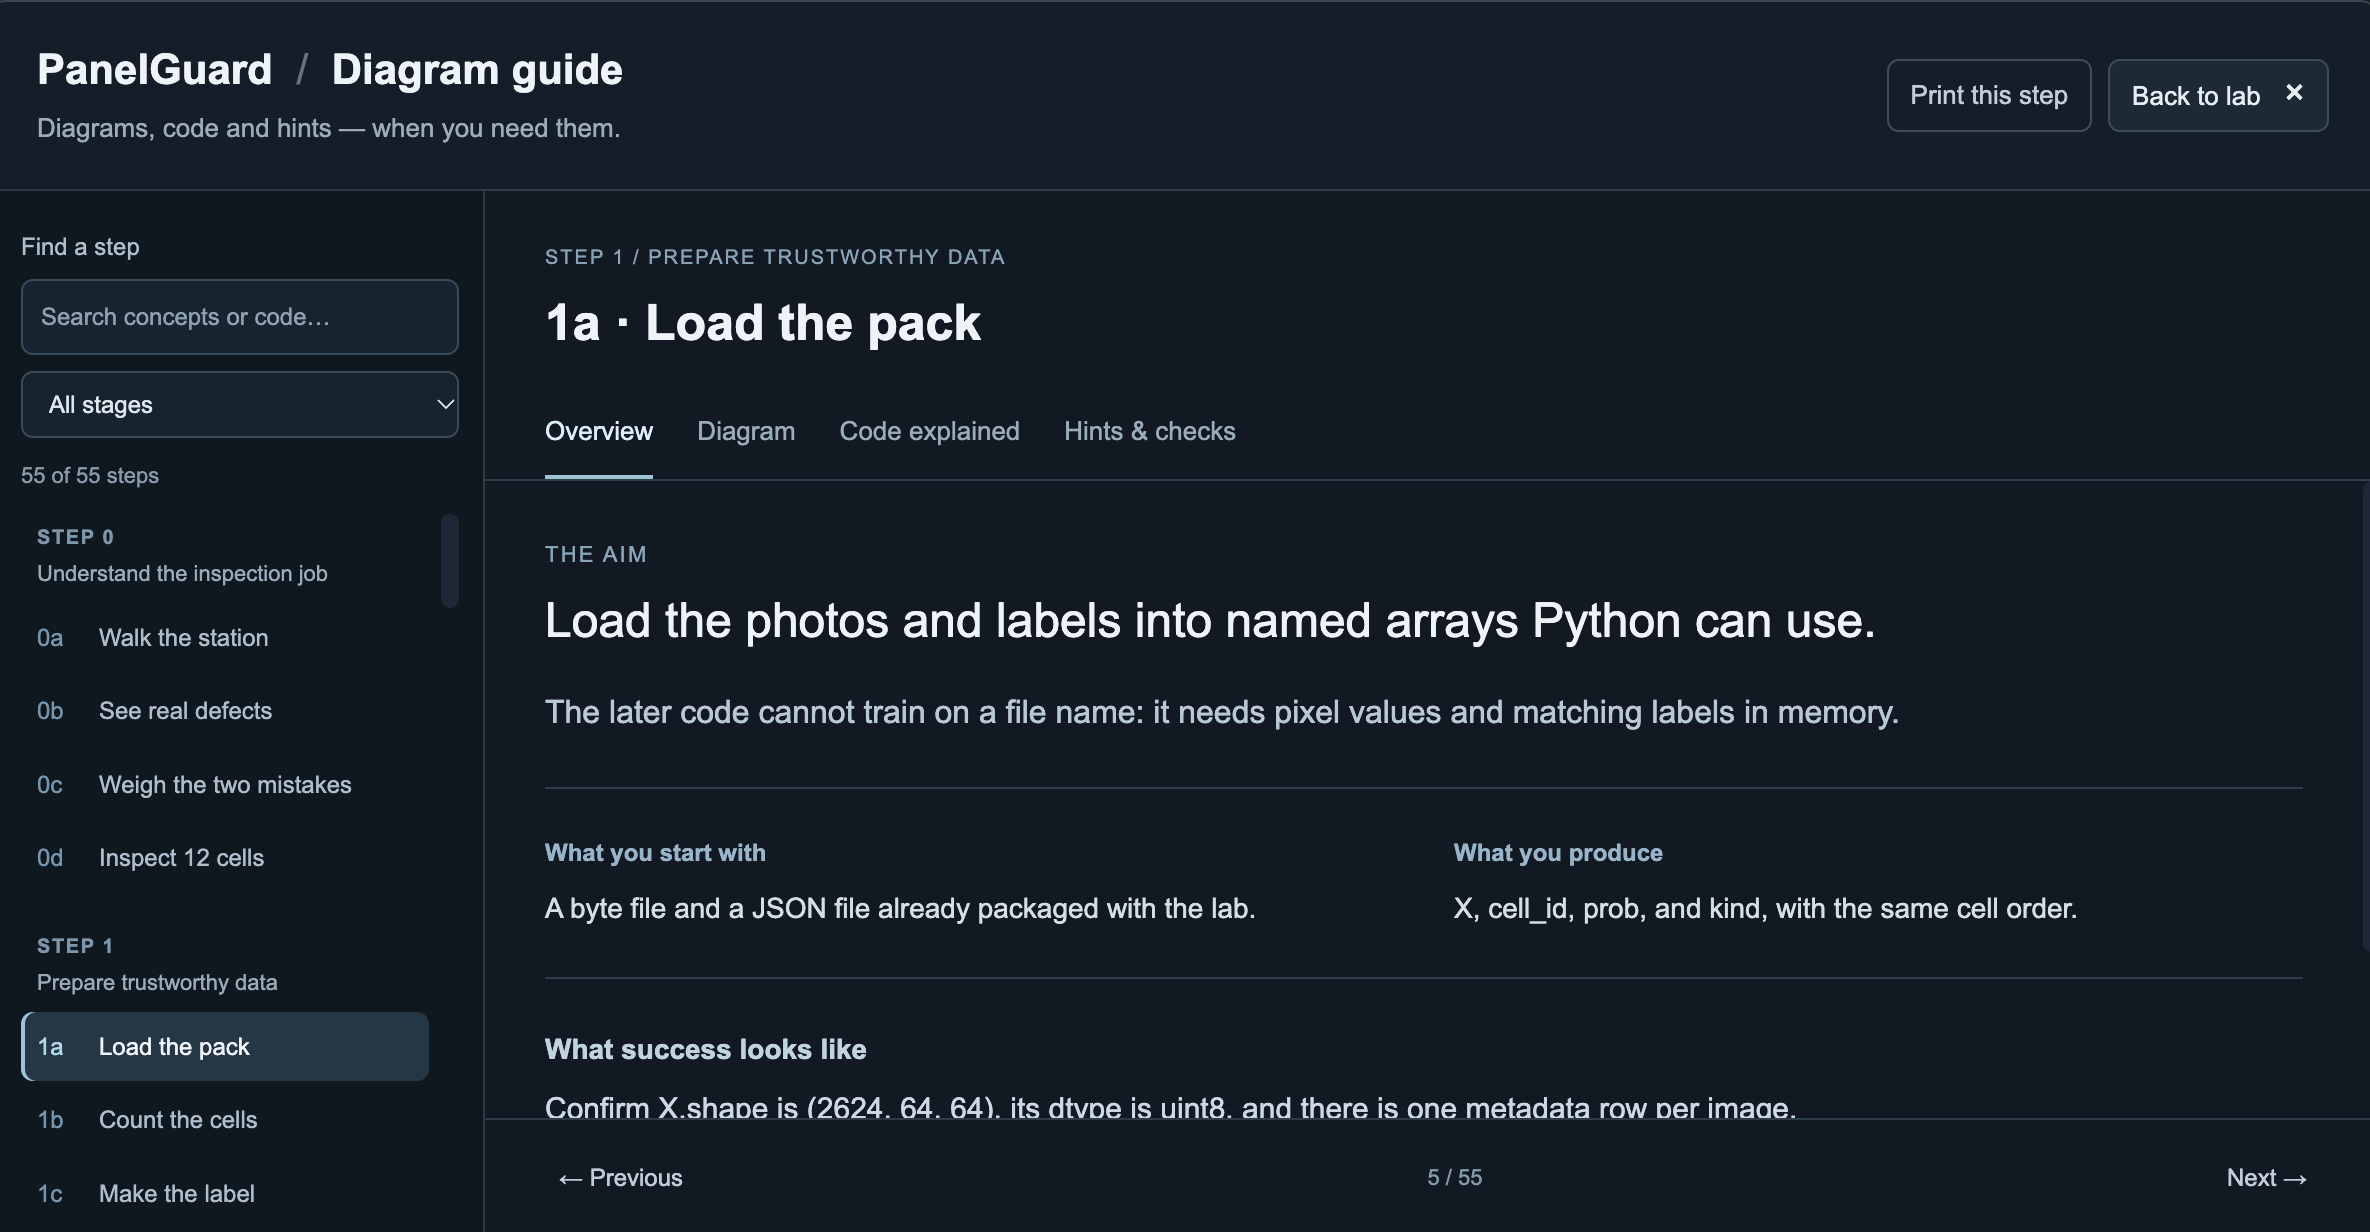 PanelGuard / Diagram guide
Diagrams, code and hints — when you need them.
Print this step
Back to lab ×
Find a step
Search concepts or code…
All stages
55 of 55 steps
STEP 0
Understand the inspection job
0a Walk the station
0b See real defects
0c Weigh the two mistakes
0d Inspect 12 cells
STEP 1
Prepare trustworthy data
1a Load the pack
1b Count the cells
1c Make the label
STEP 1 / PREPARE TRUSTWORTHY DATA
1a · Load the pack
Overview Diagram Code explained Hints & checks
THE AIM
Load the photos and labels into named arrays Python can use.
The later code cannot train on a file name: it needs pixel values and matching labels in memory.
What you start with
A byte file and a JSON file already packaged with the lab.
What you produce
X, cell_id, prob, and kind, with the same cell order.
What success looks like
Confirm X.shape is (2624, 64, 64), its dtype is uint8, and there is one metadata row per image.
← Previous
5 / 55
Next →